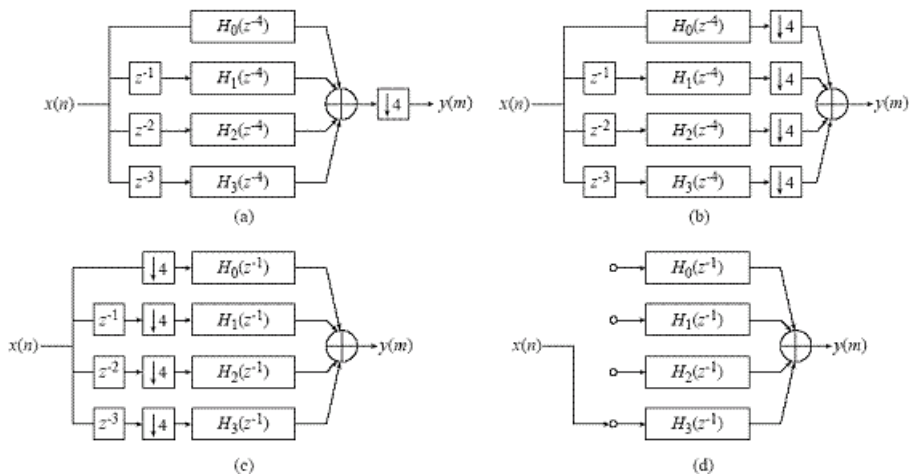 H₀(z⁻⁴)
z⁻¹ H₁(z⁻⁴)
x(n) ↓4 y(m)
z⁻² H₂(z⁻⁴)
z⁻³ H₃(z⁻⁴)
(a)
H₀(z⁻⁴) ↓4
z⁻¹ H₁(z⁻⁴) ↓4
x(n) y(m)
z⁻² H₂(z⁻⁴) ↓4
z⁻³ H₃(z⁻⁴) ↓4
(b)
↓4 H₀(z⁻¹)
z⁻¹ ↓4 H₁(z⁻¹)
x(n) y(m)
z⁻² ↓4 H₂(z⁻¹)
z⁻³ ↓4 H₃(z⁻¹)
(c)
H₀(z⁻¹)
H₁(z⁻¹)
x(n) y(m)
H₂(z⁻¹)
H₃(z⁻¹)
(d)